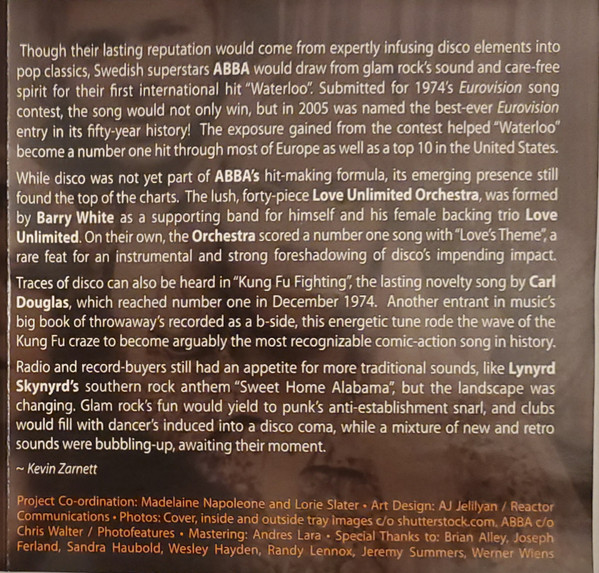 Though their lasting reputation would come from expertly infusing disco elements into
pop classics, Swedish superstars ABBA would draw from glam rock's sound and care-free
spirit for their first international hit "Waterloo". Submitted for 1974's Eurovision song
contest, the song would not only win, but in 2005 was named the best-ever Eurovision
entry in its fifty-year history! The exposure gained from the contest helped "Waterloo"
become a number one hit through most of Europe as well as a top 10 in the United States.
While disco was not yet part of ABBA's hit-making formula, its emerging presence still
found the top of the charts. The lush, forty-piece Love Unlimited Orchestra, was formed
by Barry White as a supporting band for himself and his female backing trio Love
Unlimited. On their own, the Orchestra scored a number one song with "Love's Theme", a
rare feat for an instrumental and strong foreshadowing of disco's impending impact.
Traces of disco can also be heard in "Kung Fu Fighting", the lasting novelty song by Carl
Douglas, which reached number one in December 1974. Another entrant in music's
big book of throwaway's recorded as a b-side, this energetic tune rode the wave of the
Kung Fu craze to become arguably the most recognizable comic-action song in history.
Radio and record-buyers still had an appetite for more traditional sounds, like Lynyrd
Skynyrd's southern rock anthem "Sweet Home Alabama", but the landscape was
changing. Glam rock's fun would yield to punk's anti-establishment snarl, and clubs
would fill with dancer's induced into a disco coma, while a mixture of new and retro
sounds were bubbling-up, awaiting their moment.
~ Kevin Zarnett
Project Co-ordination: Madelaine Napoleone and Lorie Slater • Art Design: AJ Jelilyan / Reactor
Communications • Photos: Cover, inside and outside tray images c/o shutterstock.com, ABBA c/o
Chris Walter / Photofeatures • Mastering: Andres Lara • Special Thanks to: Brian Alley, Joseph
Ferland, Sandra Haubold, Wesley Hayden, Randy Lennox, Jeremy Summers, Werner Wiens